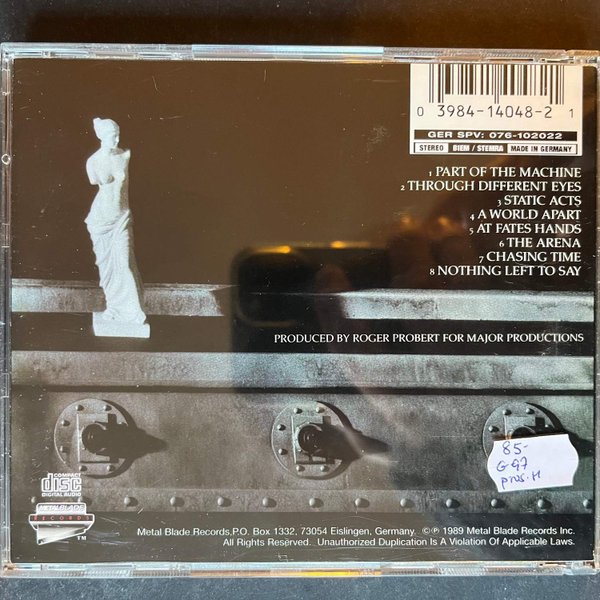 0 3984-14048-2 1
GER SPV: 076-102022
STEREO BIEM / STEMRA MADE IN GERMANY
1 PART OF THE MACHINE
2 THROUGH DIFFERENT EYES
3 STATIC ACTS
4 A WORLD APART
5 AT FATES HANDS
6 THE ARENA
7 CHASING TIME
8 NOTHING LEFT TO SAY
PRODUCED BY ROGER PROBERT FOR MAJOR PRODUCTIONS
85-
G97
pros. H
COMPACT
disc
DIGITAL AUDIO
METAL BLADE
RECORDS
TM
Metal Blade Records,P.O. Box 1332, 73054 Eislingen, Germany. ©℗ 1989 Metal Blade Records Inc.
All Rights Reserved. Unauthorized Duplication Is A Violation Of Applicable Laws.